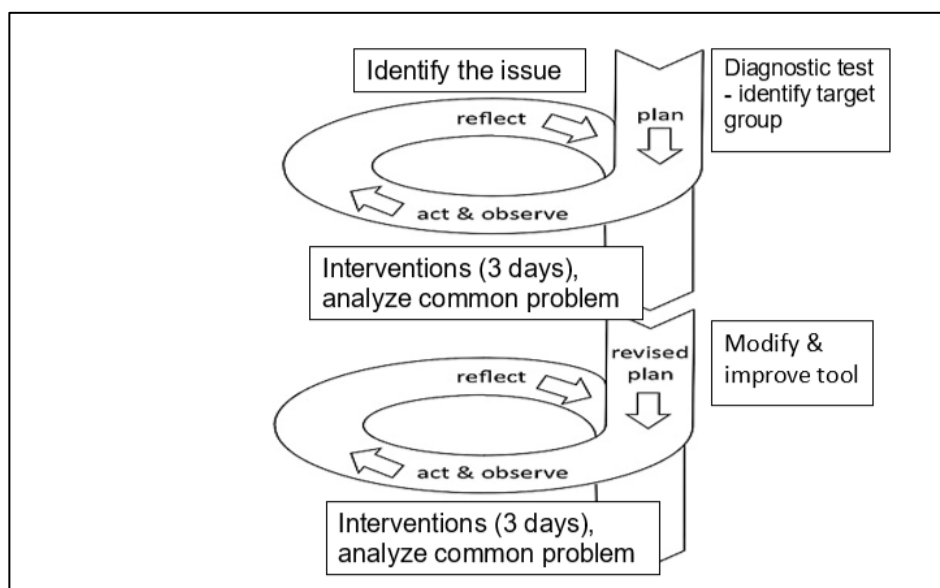 Identify the issue
Diagnostic test
- identify target
group
reflect
plan
act & observe
Interventions (3 days),
analyze common problem
revised
plan
Modify &
improve tool
reflect
act & observe
Interventions (3 days),
analyze common problem